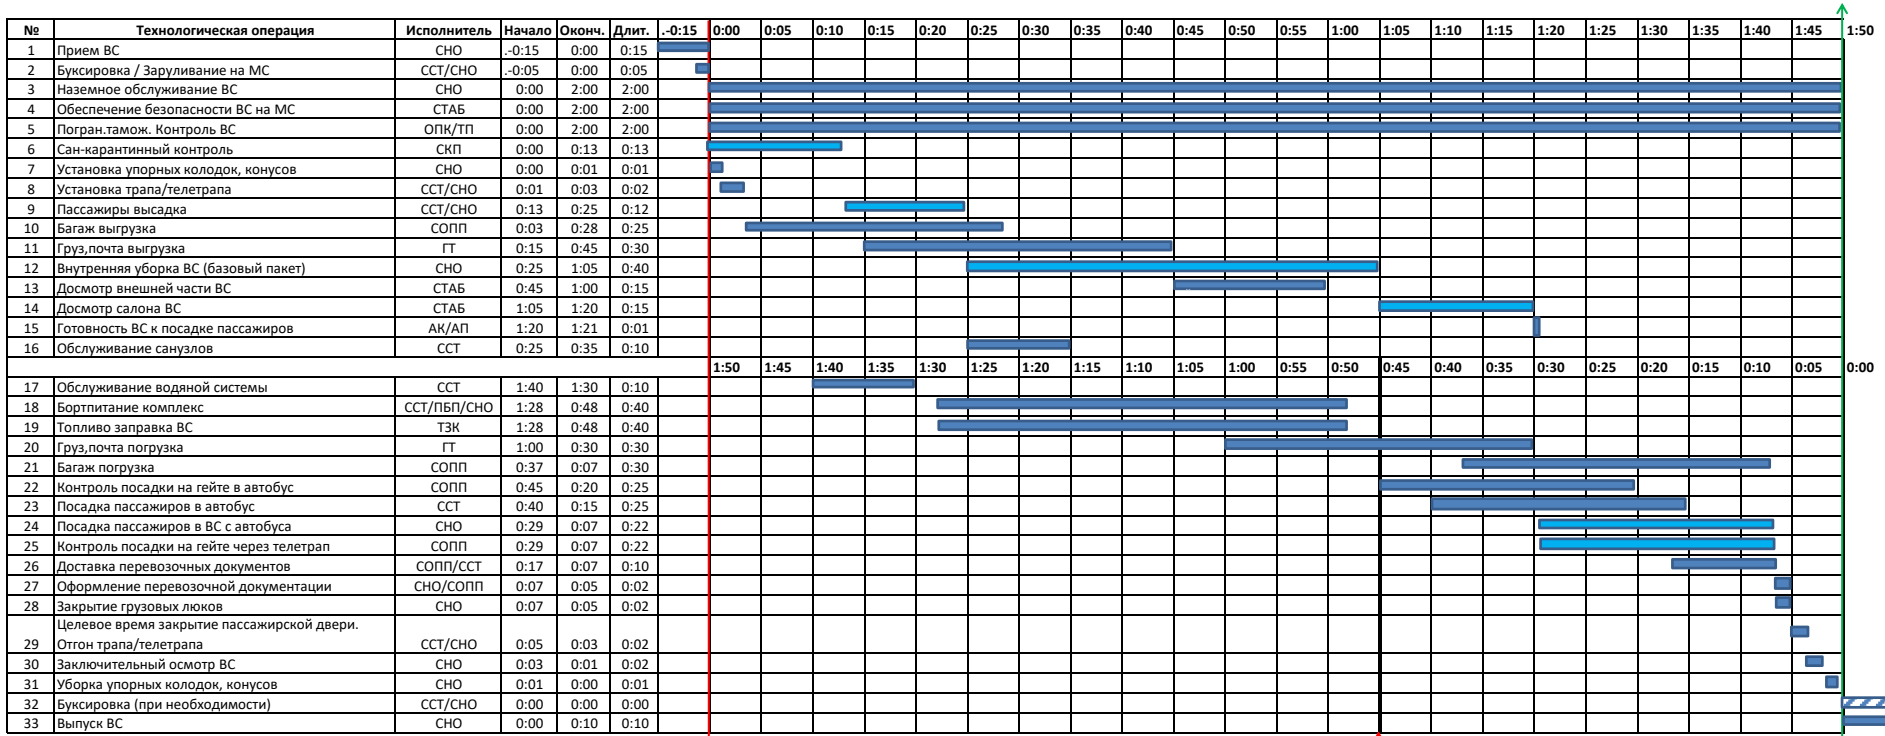 № Технологическая операция Исполнитель Начало Оконч. Длит. .-0:15 0:00 0:05 0:10 0:15 0:20 0:25 0:30 0:35 0:40 0:45 0:50 0:55 1:00 1:05 1:10 1:15 1:20 1:25 1:30 1:35 1:40 1:45 1:50
1 Прием ВС СНО .-0:15 0:00 0:15
2 Буксировка / Заруливание на МС ССТ/СНО .-0:05 0:00 0:05
3 Наземное обслуживание ВС СНО 0:00 2:00 2:00
4 Обеспечение безопасности ВС на МС СТАБ 0:00 2:00 2:00
5 Погран.тамож. Контроль ВС ОПК/ТП 0:00 2:00 2:00
6 Сан-карантинный контроль СКП 0:00 0:13 0:13
7 Установка упорных колодок, конусов СНО 0:00 0:01 0:01
8 Установка трапа/телетрапа ССТ/СНО 0:01 0:03 0:02
9 Пассажиры высадка ССТ/СНО 0:13 0:25 0:12
10 Багаж выгрузка СОПП 0:03 0:28 0:25
11 Груз,почта выгрузка ГТ 0:15 0:45 0:30
12 Внутренняя уборка ВС (базовый пакет) СНО 0:25 1:05 0:40
13 Досмотр внешней части ВС СТАБ 0:45 1:00 0:15
14 Досмотр салона ВС СТАБ 1:05 1:20 0:15
15 Готовность ВС к посадке пассажиров АК/АП 1:20 1:21 0:01
16 Обслуживание санузлов ССТ 0:25 0:35 0:10
1:50 1:45 1:40 1:35 1:30 1:25 1:20 1:15 1:10 1:05 1:00 0:55 0:50 0:45 0:40 0:35 0:30 0:25 0:20 0:15 0:10 0:05 0:00
17 Обслуживание водяной системы ССТ 1:40 1:30 0:10
18 Бортпитание комплекс ССТ/ПБП/СНО 1:28 0:48 0:40
19 Топливо заправка ВС ТЗК 1:28 0:48 0:40
20 Груз,почта погрузка ГТ 1:00 0:30 0:30
21 Багаж погрузка СОПП 0:37 0:07 0:30
22 Контроль посадки на гейте в автобус СОПП 0:45 0:20 0:25
23 Посадка пассажиров в автобус ССТ 0:40 0:15 0:25
24 Посадка пассажиров в ВС с автобуса СНО 0:29 0:07 0:22
25 Контроль посадки на гейте через телетрап СОПП 0:29 0:07 0:22
26 Доставка перевозочных документов СОПП/ССТ 0:17 0:07 0:10
27 Оформление перевозочной документации СНО/СОПП 0:07 0:05 0:02
28 Закрытие грузовых люков СНО 0:07 0:05 0:02
Целевое время закрытие пассажирской двери.
29 Отгон трапа/телетрапа ССТ/СНО 0:05 0:03 0:02
30 Заключительный осмотр ВС СНО 0:03 0:01 0:02
31 Уборка упорных колодок, конусов СНО 0:01 0:00 0:01
32 Буксировка (при необходимости) ССТ/СНО 0:00 0:00 0:00
33 Выпуск ВС СНО 0:00 0:10 0:10